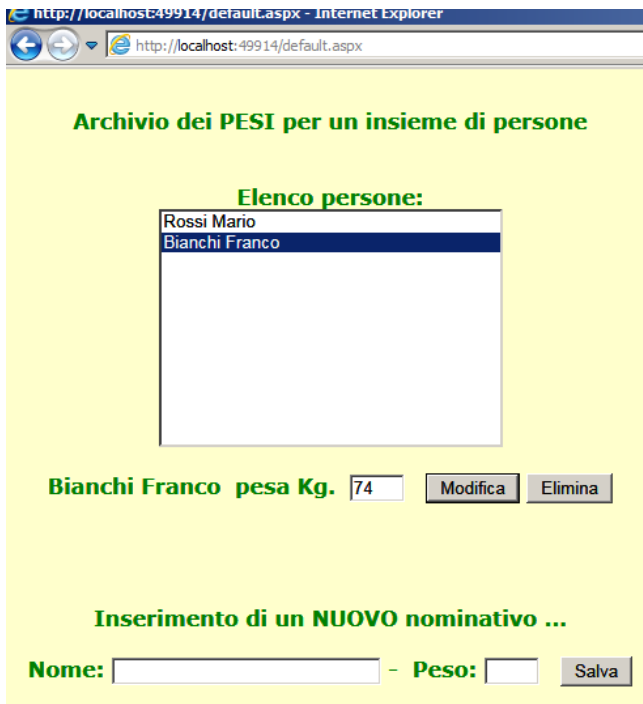 http://localhost:49914/default.aspx - Internet Explorer
http://localhost:49914/default.aspx
Archivio dei PESI per un insieme di persone
Elenco persone:
Rossi Mario
Bianchi Franco
Bianchi Franco pesa Kg. 74 Modifica Elimina
Inserimento di un NUOVO nominativo ...
Nome: - Peso: Salva